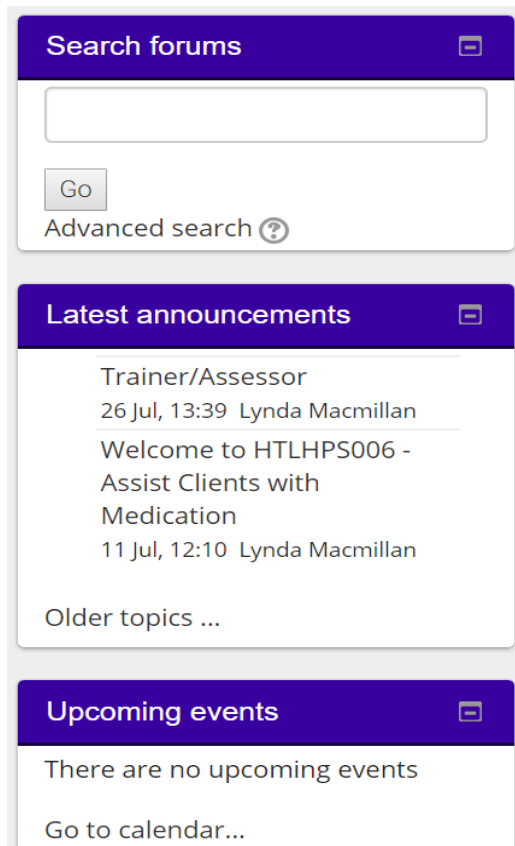 Search forums
Go
Advanced search ?
Latest announcements
Trainer/Assessor
26 Jul, 13:39 Lynda Macmillan
Welcome to HTLHPS006 -
Assist Clients with
Medication
11 Jul, 12:10 Lynda Macmillan
Older topics ...
Upcoming events
There are no upcoming events
Go to calendar...